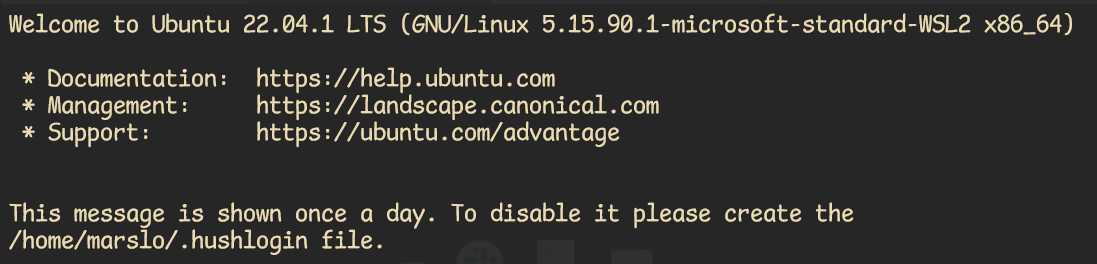 Welcome to Ubuntu 22.04.1 LTS (GNU/Linux 5.15.90.1-microsoft-standard-WSL2 x86_64)
* Documentation: https://help.ubuntu.com
* Management: https://landscape.canonical.com
* Support: https://ubuntu.com/advantage
This message is shown once a day. To disable it please create the
/home/marslo/.hushlogin file.